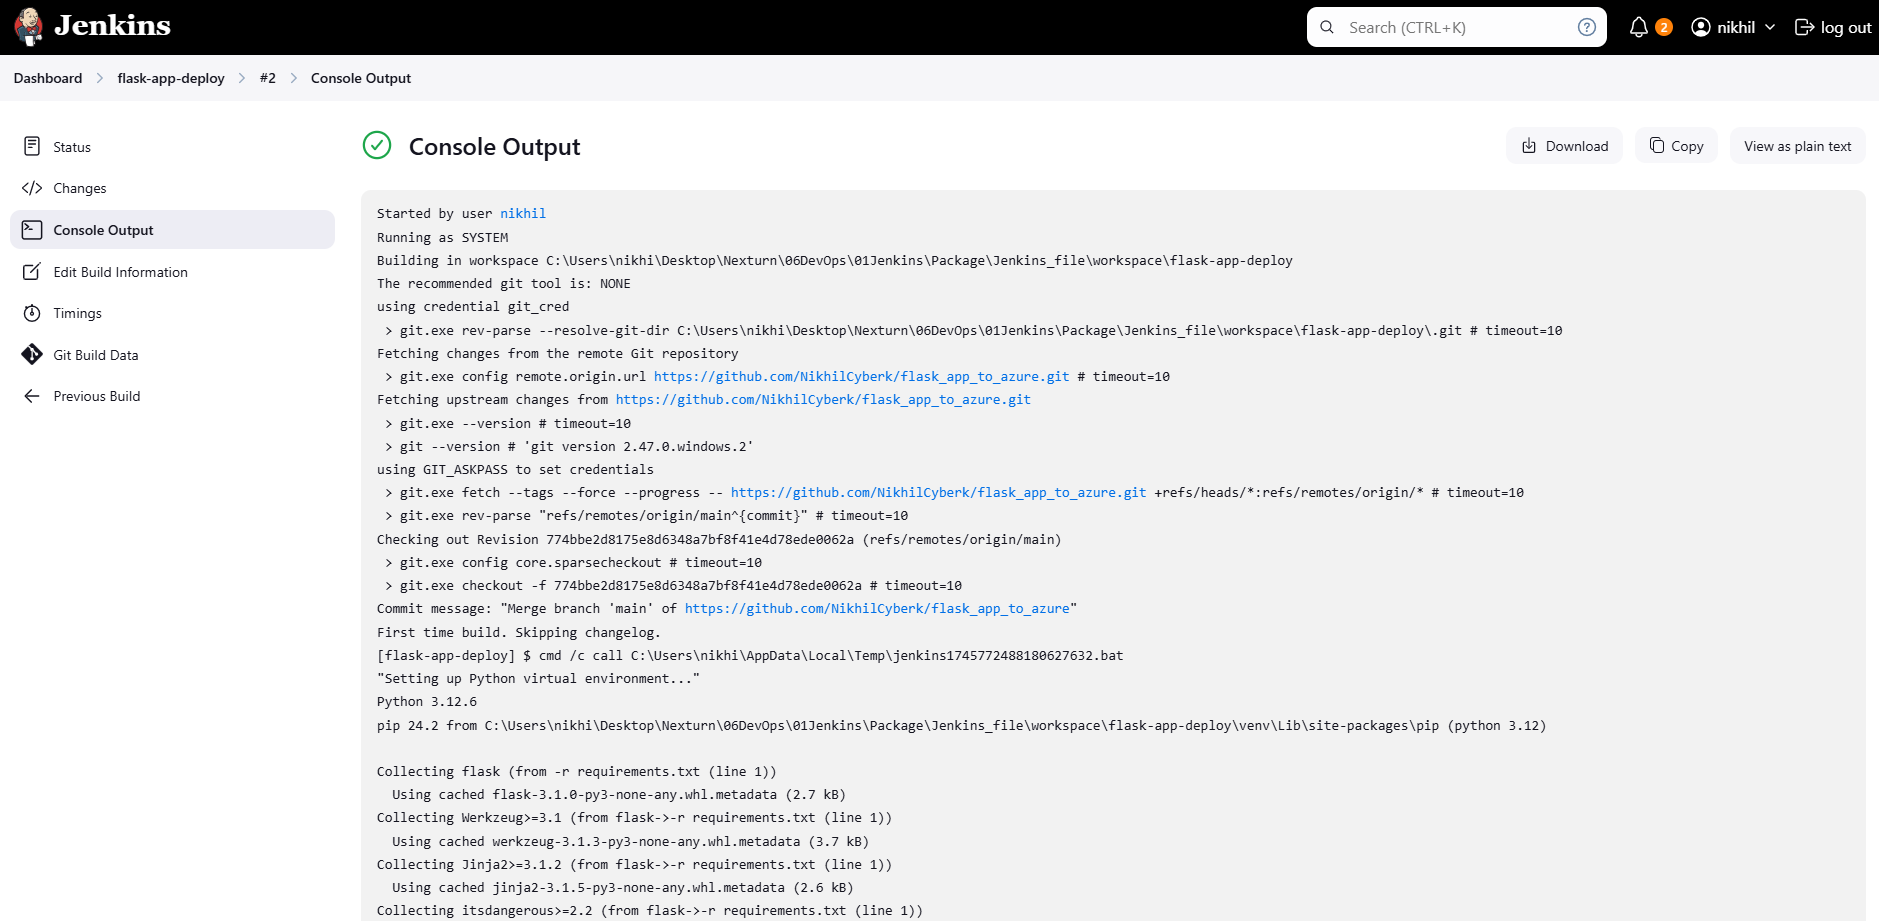 Jenkins
Search (CTRL+K)
2
nikhil
log out
Dashboard
flask-app-deploy
#2
Console Output
Status
Changes
Console Output
Edit Build Information
Timings
Git Build Data
Previous Build
Console Output
Download
Copy
View as plain text
Started by user nikhil
Running as SYSTEM
Building in workspace C:\Users\nikhi\Desktop\Nexturn\06DevOps\01Jenkins\Package\Jenkins_file\workspace\flask-app-deploy
The recommended git tool is: NONE
using credential git_cred
> git.exe rev-parse --resolve-git-dir C:\Users\nikhi\Desktop\Nexturn\06DevOps\01Jenkins\Package\Jenkins_file\workspace\flask-app-deploy\.git # timeout=10
Fetching changes from the remote Git repository
> git.exe config remote.origin.url https://github.com/NikhilCyberk/flask_app_to_azure.git # timeout=10
Fetching upstream changes from https://github.com/NikhilCyberk/flask_app_to_azure.git
> git.exe --version # timeout=10
> git --version # 'git version 2.47.0.windows.2'
using GIT_ASKPASS to set credentials
> git.exe fetch --tags --force --progress -- https://github.com/NikhilCyberk/flask_app_to_azure.git +refs/heads/*:refs/remotes/origin/* # timeout=10
> git.exe rev-parse "refs/remotes/origin/main^{commit}" # timeout=10
Checking out Revision 774bbe2d8175e8d6348a7bf8f41e4d78ede0062a (refs/remotes/origin/main)
> git.exe config core.sparsecheckout # timeout=10
> git.exe checkout -f 774bbe2d8175e8d6348a7bf8f41e4d78ede0062a # timeout=10
Commit message: "Merge branch 'main' of https://github.com/NikhilCyberk/flask_app_to_azure"
First time build. Skipping changelog.
[flask-app-deploy] $ cmd /c call C:\Users\nikhi\AppData\Local\Temp\jenkins1745772488180627632.bat
"Setting up Python virtual environment..."
Python 3.12.6
pip 24.2 from C:\Users\nikhi\Desktop\Nexturn\06DevOps\01Jenkins\Package\Jenkins_file\workspace\flask-app-deploy\venv\Lib\site-packages\pip (python 3.12)
Collecting flask (from -r requirements.txt (line 1))
Using cached flask-3.1.0-py3-none-any.whl.metadata (2.7 kB)
Collecting Werkzeug>=3.1 (from flask->-r requirements.txt (line 1))
Using cached werkzeug-3.1.3-py3-none-any.whl.metadata (3.7 kB)
Collecting Jinja2>=3.1.2 (from flask->-r requirements.txt (line 1))
Using cached jinja2-3.1.5-py3-none-any.whl.metadata (2.6 kB)
Collecting itsdangerous>=2.2 (from flask->-r requirements.txt (line 1))